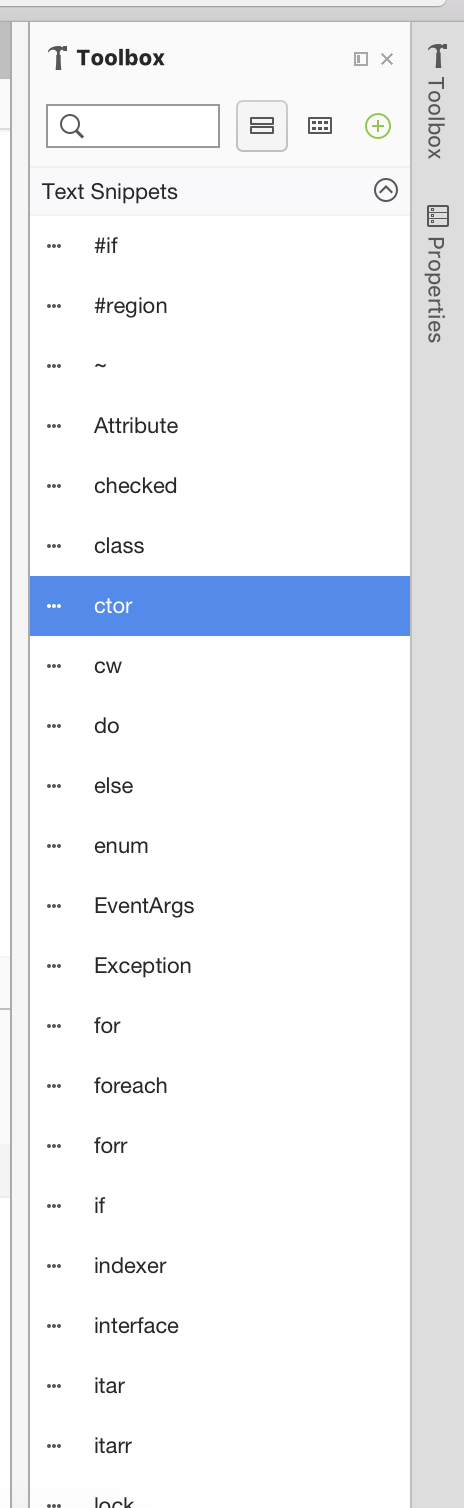 Toolbox
Text Snippets
#if
#region
~
Attribute
checked
class
ctor
cw
do
else
enum
EventArgs
Exception
for
foreach
forr
if
indexer
interface
itar
itarr
lock
Toolbox
Properties